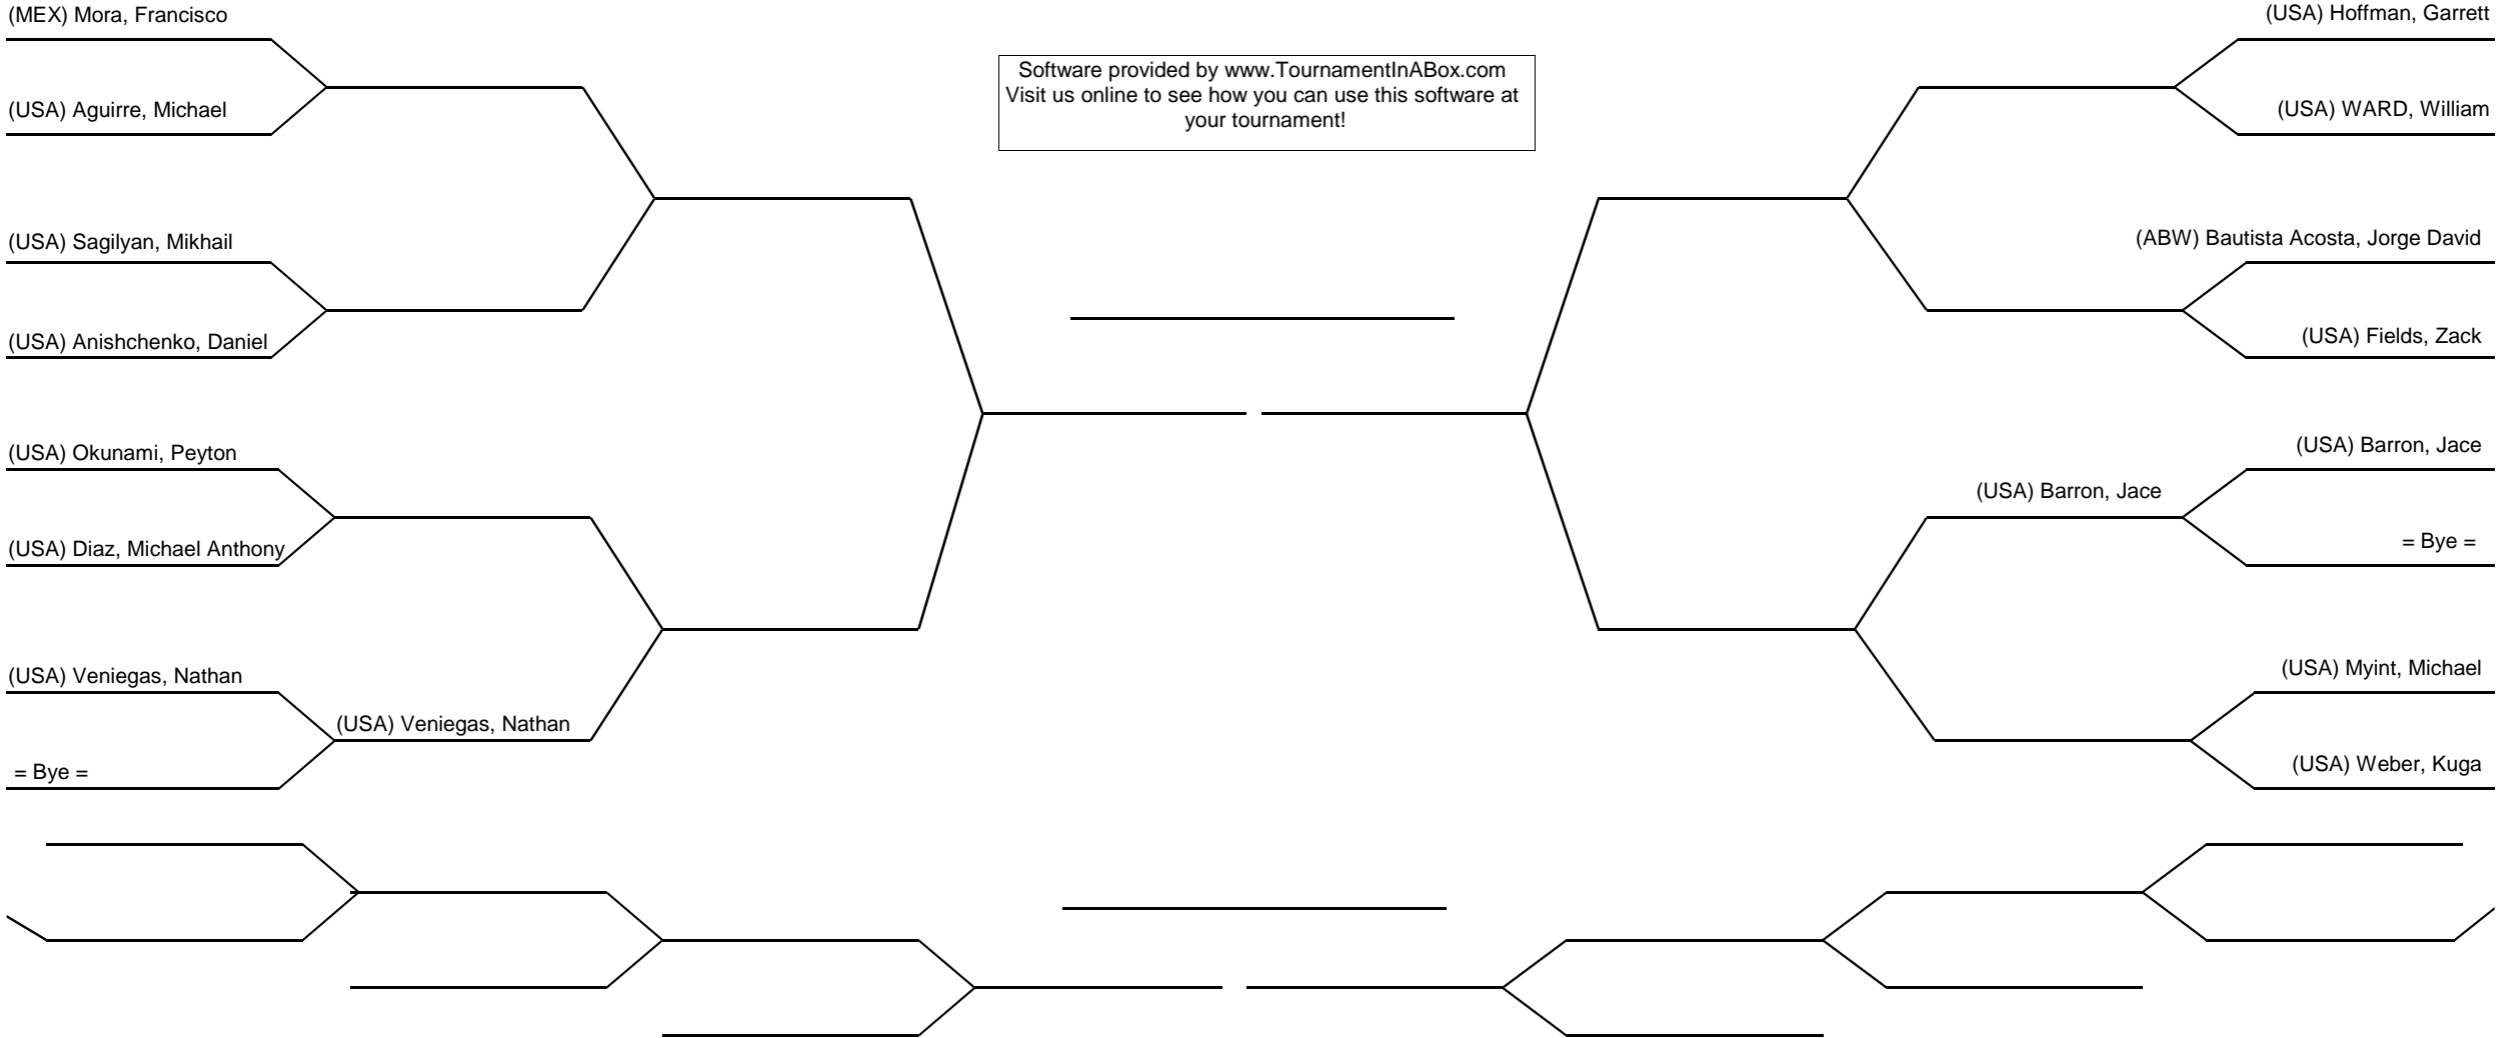 (MEX) Mora, Francisco
(USA) Aguirre, Michael
(USA) Sagilyan, Mikhail
(USA) Anishchenko, Daniel
(USA) Okunami, Peyton
(USA) Diaz, Michael Anthony
(USA) Veniegas, Nathan
(USA) Veniegas, Nathan
= Bye =
Software provided by www.TournamentInABox.com
Visit us online to see how you can use this software at
your tournament!
(USA) Hoffman, Garrett
(USA) WARD, William
(ABW) Bautista Acosta, Jorge David
(USA) Fields, Zack
(USA) Barron, Jace
(USA) Barron, Jace
= Bye =
(USA) Myint, Michael
(USA) Weber, Kuga